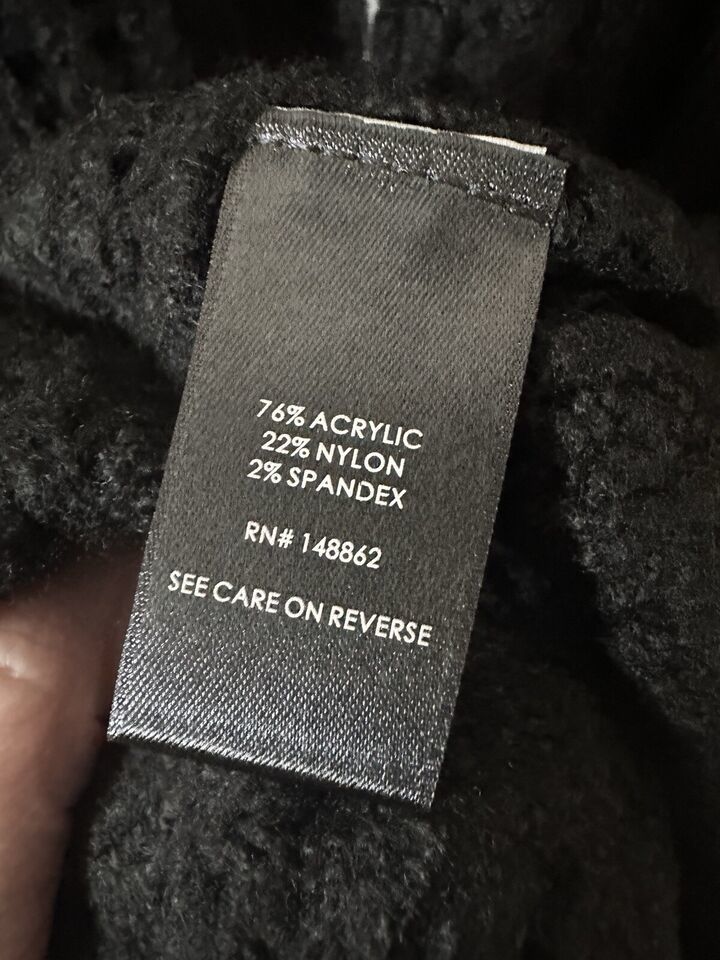 76% ACRYLIC
22% NYLON
2% SPANDEX
RN# 148862
SEE CARE ON REVERSE